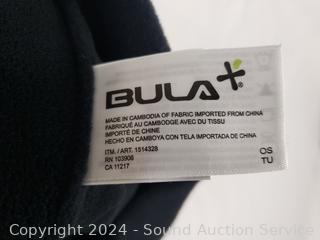 BULA+®
MADE IN CAMBODIA OF FABRIC IMPORTED FROM CHINA
FABRIQUÉ AU CAMBODGE AVEC DU TISSU
IMPORTÉ DE CHINE
HECHO EN CAMBOYA CON TELA IMPORTADA DE CHINA
ITM. / ART. 1514328
OS
RN 103906
TU
CA 11217
Copyright 2024 - Sound Auction Service